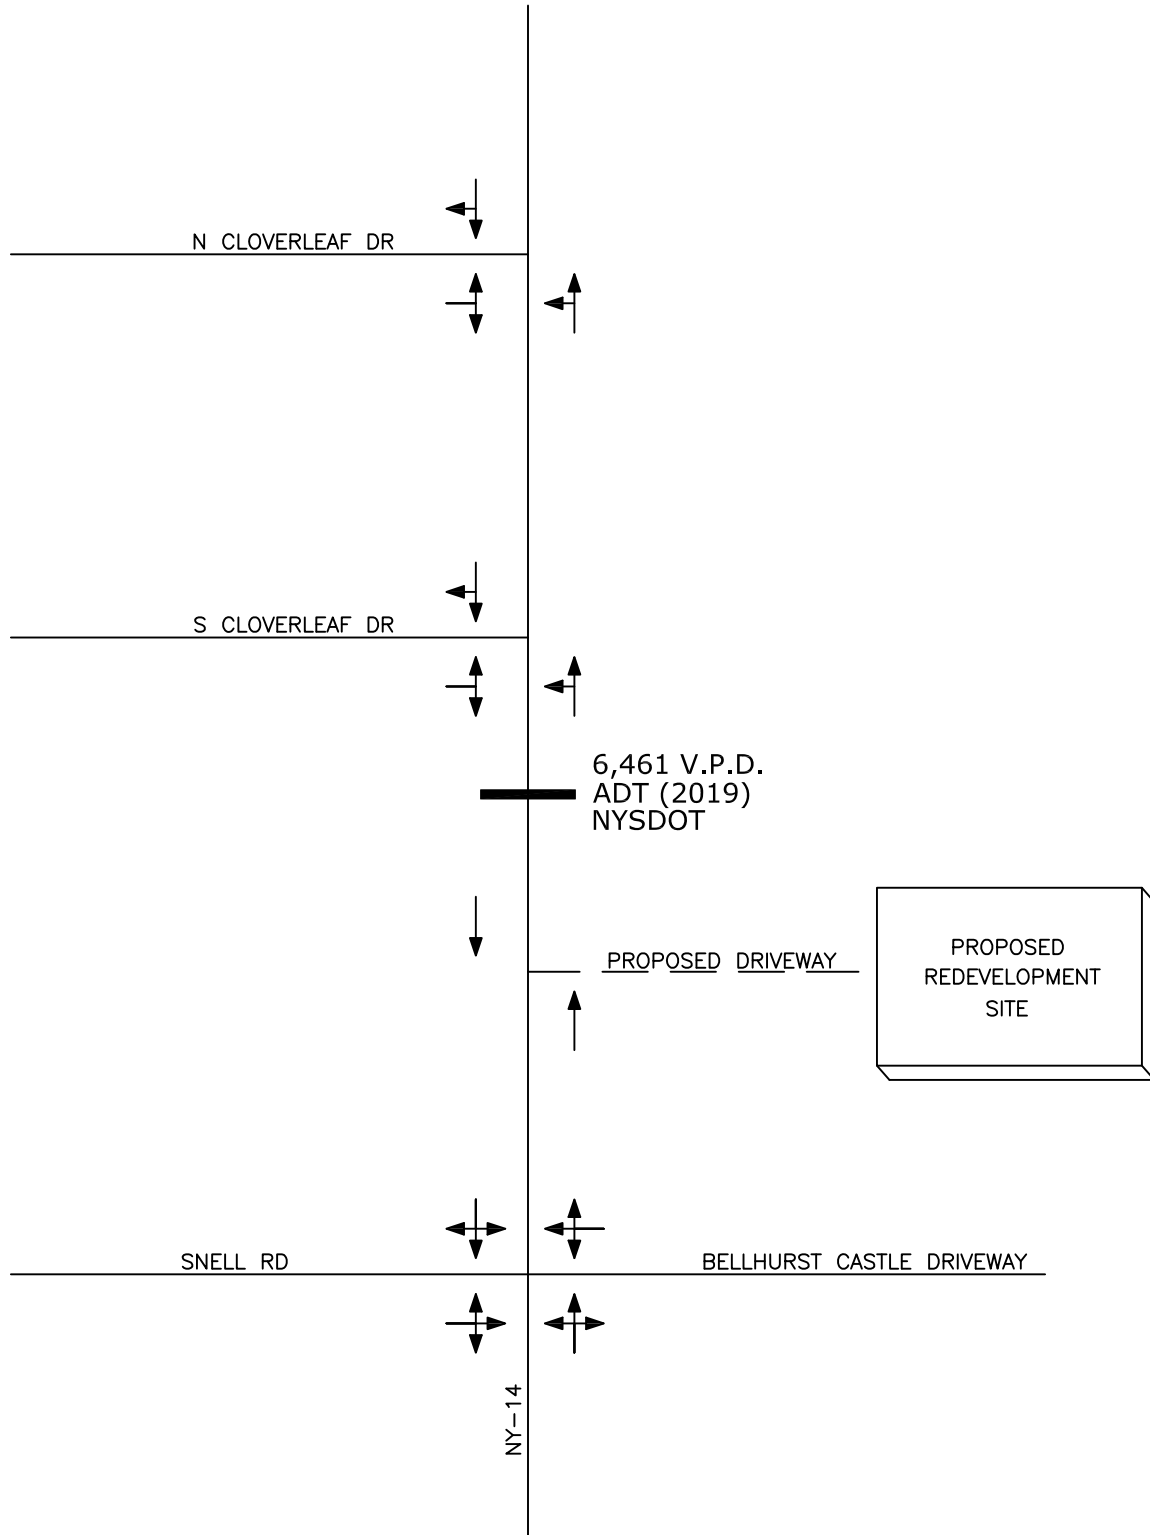 N CLOVERLEAF DR
S CLOVERLEAF DR
6,461 V.P.D.
ADT (2019)
NYSDOT
PROPOSED DRIVEWAY
PROPOSED
REDEVELOPMENT
SITE
SNELL RD
BELLHURST CASTLE DRIVEWAY
NY-14